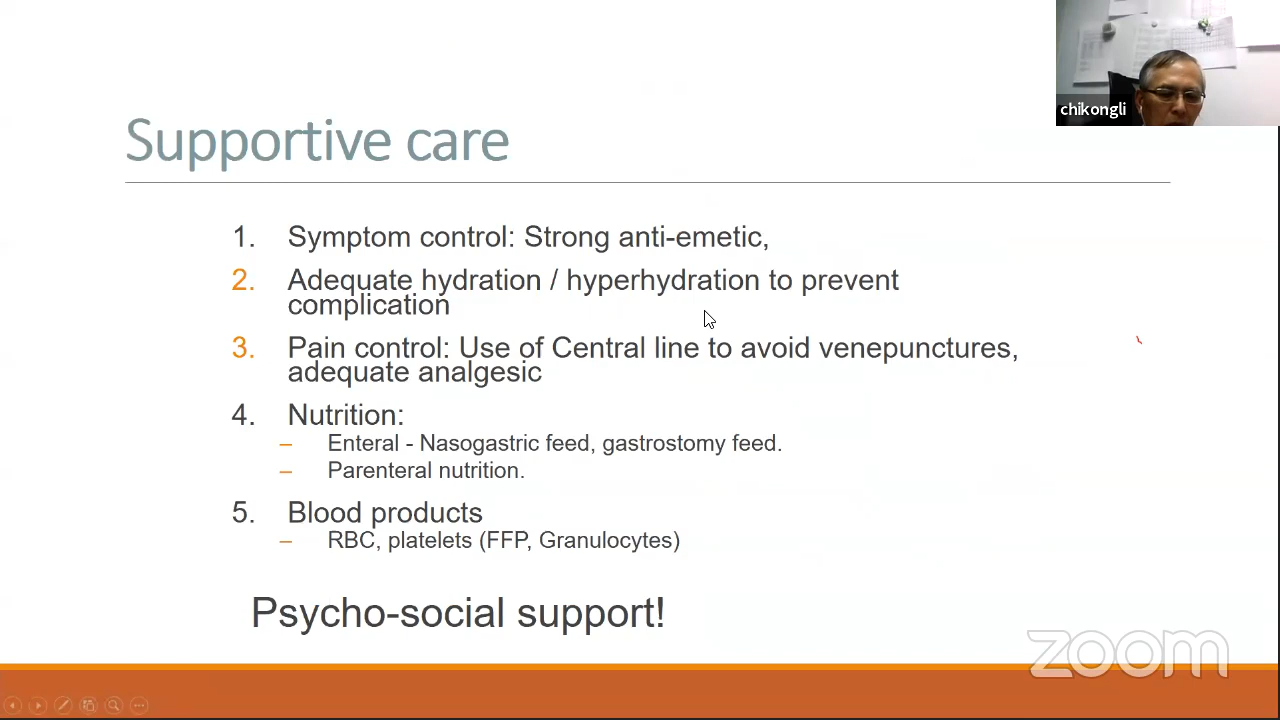 chikongli
Supportive care
1. Symptom control: Strong anti-emetic,
2. Adequate hydration / hyperhydration to prevent
complication
3. Pain control: Use of Central line to avoid venepunctures,
adequate analgesic
4. Nutrition:
– Enteral - Nasogastric feed, gastrostomy feed.
– Parenteral nutrition.
5. Blood products
– RBC, platelets (FFP, Granulocytes)
Psycho-social support!
zoom